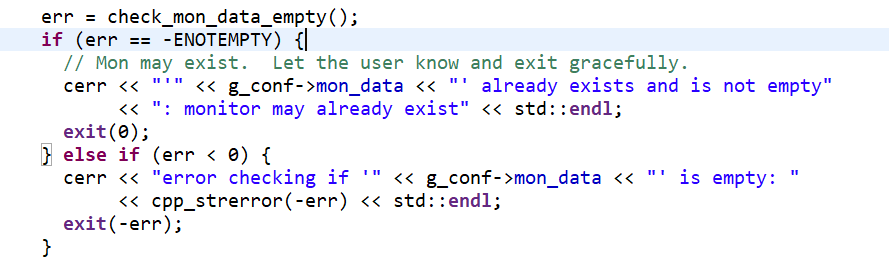 err = check_mon_data_empty();
if (err == -ENOTEMPTY) {
  // Mon may exist.  Let the user know and exit gracefully.
  cerr << "'" << g_conf->mon_data << "' already exists and is not empty"
       << ": monitor may already exist" << std::endl;
  exit(0);
} else if (err < 0) {
  cerr << "error checking if '" << g_conf->mon_data << "' is empty: "
       << cpp_strerror(-err) << std::endl;
  exit(-err);
}